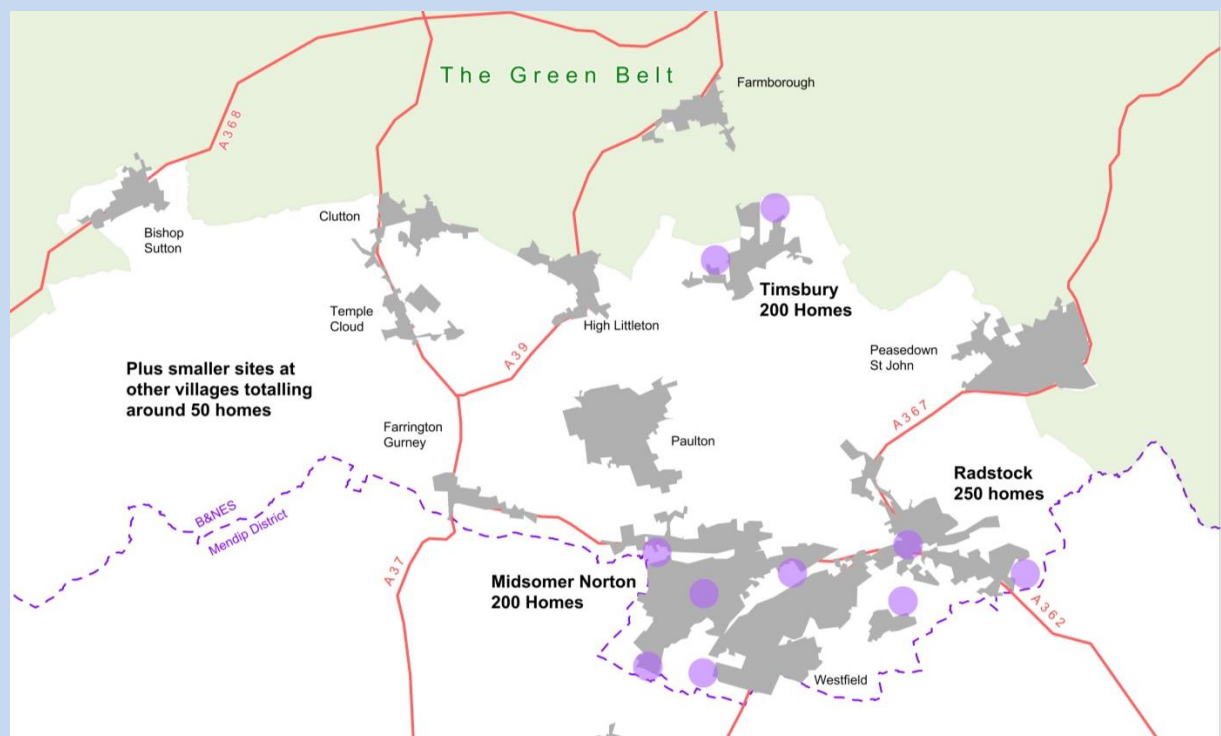 The Green Belt
Farmborough
A368
Clutton
Bishop
Sutton
Timsbury
200 Homes
Temple
Cloud
High Littleton
A39
Peasedown
St John
Plus smaller sites at
other villages totalling
around 50 homes
A367
Farrington
Gurney
Paulton
Radstock
250 homes
B&NES
Mendip District
A37
Midsomer Norton
200 Homes
A362
Westfield